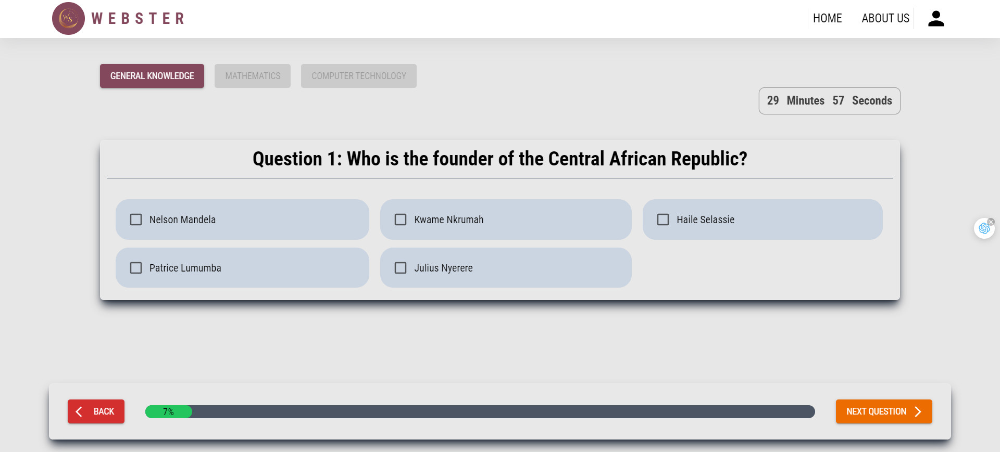 WS WEBSTER
HOME ABOUT US
GENERAL KNOWLEDGE MATHEMATICS COMPUTER TECHNOLOGY
29 Minutes 57 Seconds
Question 1: Who is the founder of the Central African Republic?
Nelson Mandela Kwame Nkrumah Haile Selassie
Patrice Lumumba Julius Nyerere
BACK 7% NEXT QUESTION